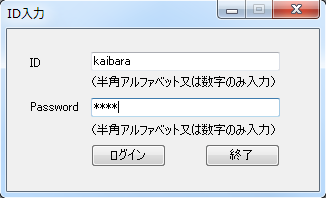 ID入力
ID kaibara
(半角アルファベット又は数字のみ入力)
Password ****
(半角アルファベット又は数字のみ入力)
ログイン 終了